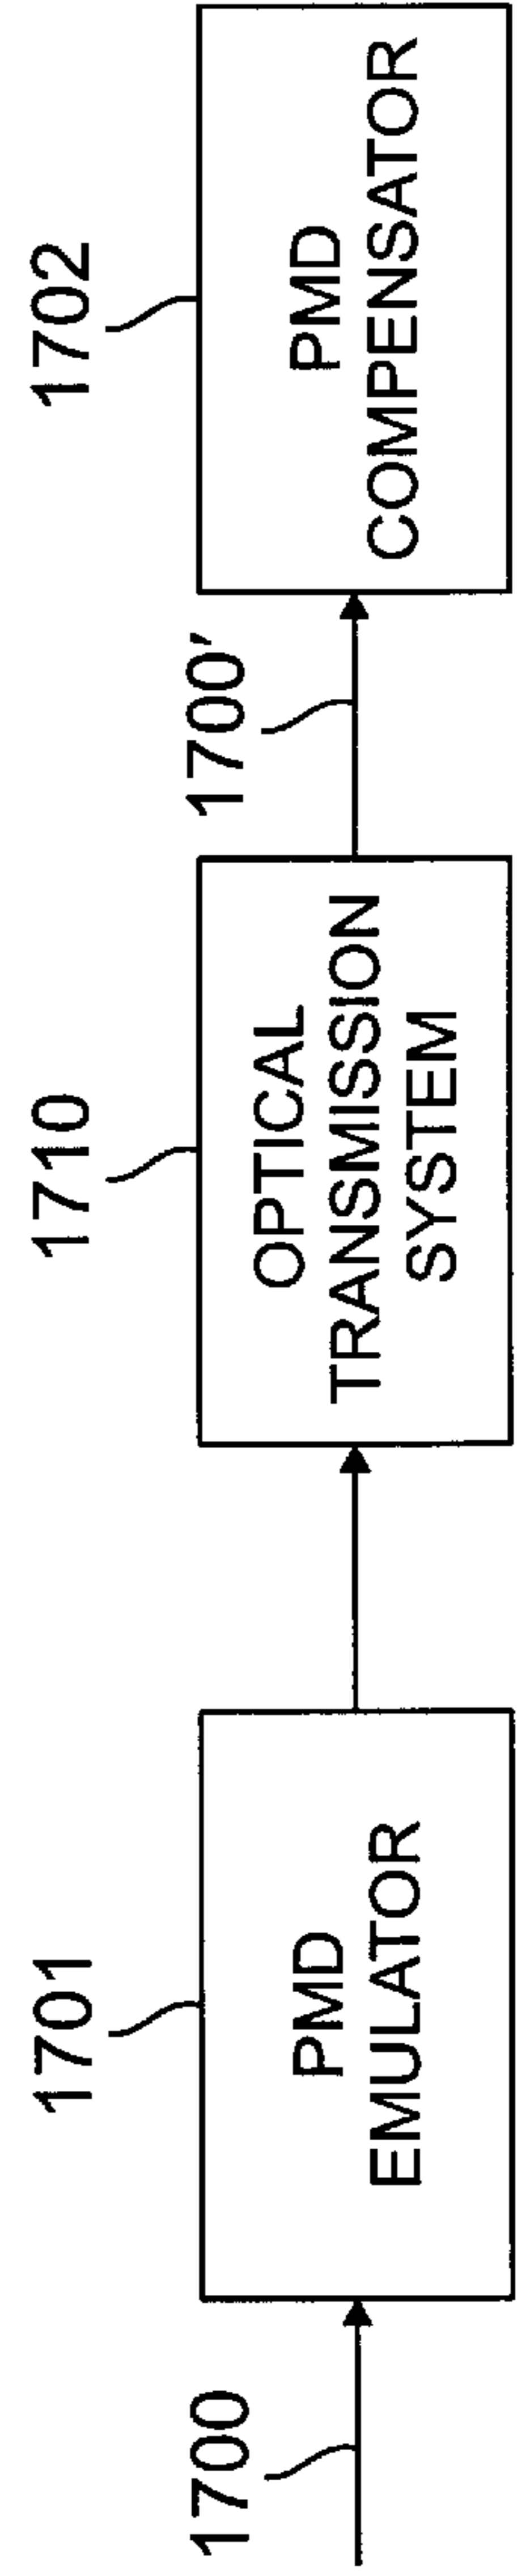 1700
1701
PMD
EMULATOR
1710
OPTICAL
TRANSMISSION
SYSTEM
1700′
1702
PMD
COMPENSATOR